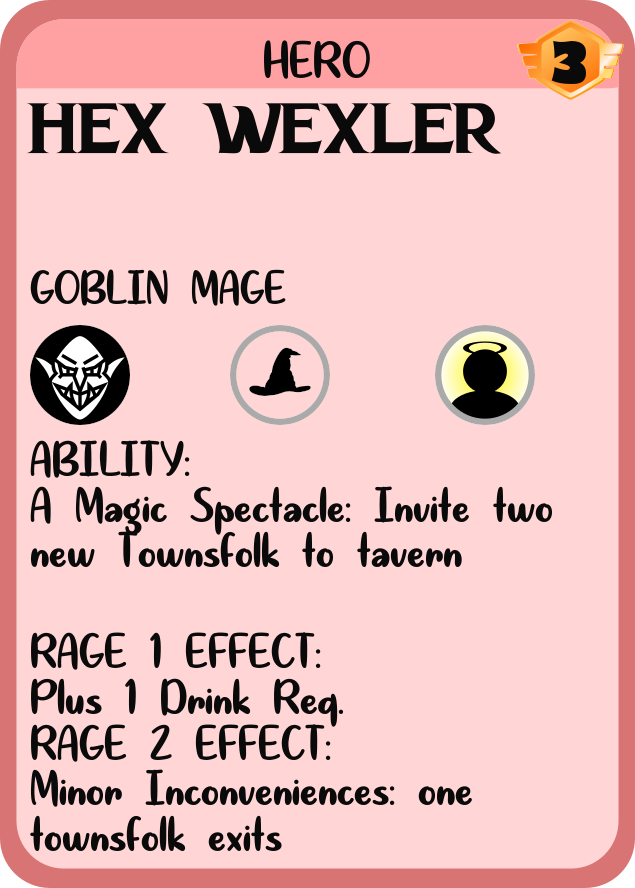 HERO
3
HEX WEXLER
GOBLIN MAGE
ABILITY:
A Magic Spectacle: Invite two
new Townsfolk to tavern
RAGE 1 EFFECT:
Plus 1 Drink Req.
RAGE 2 EFFECT:
Minor Inconveniences: one
townsfolk exits